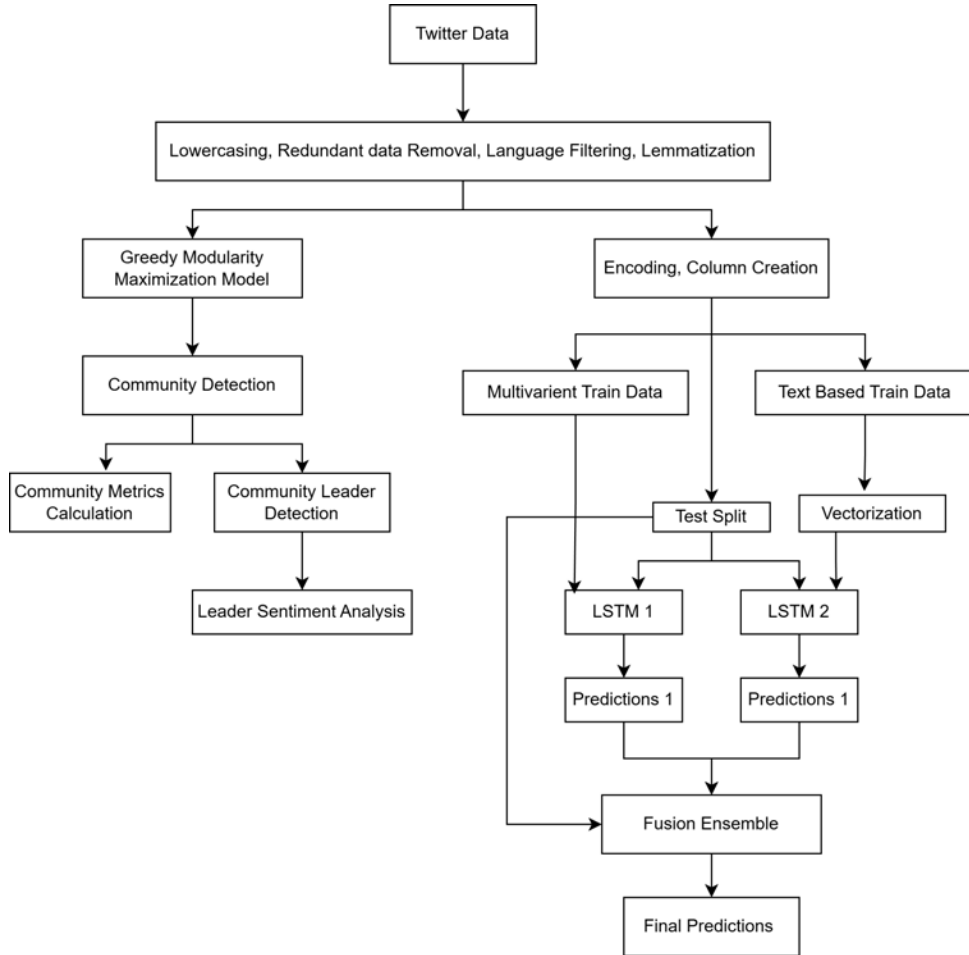 Twitter Data
Lowercasing, Redundant data Removal, Language Filtering, Lemmatization
Greedy Modularity
Maximization Model
Encoding, Column Creation
Community Detection
Multivarient Train Data
Text Based Train Data
Community Metrics
Calculation
Community Leader
Detection
Test Split
Vectorization
Leader Sentiment Analysis
LSTM 1
LSTM 2
Predictions 1
Predictions 1
Fusion Ensemble
Final Predictions